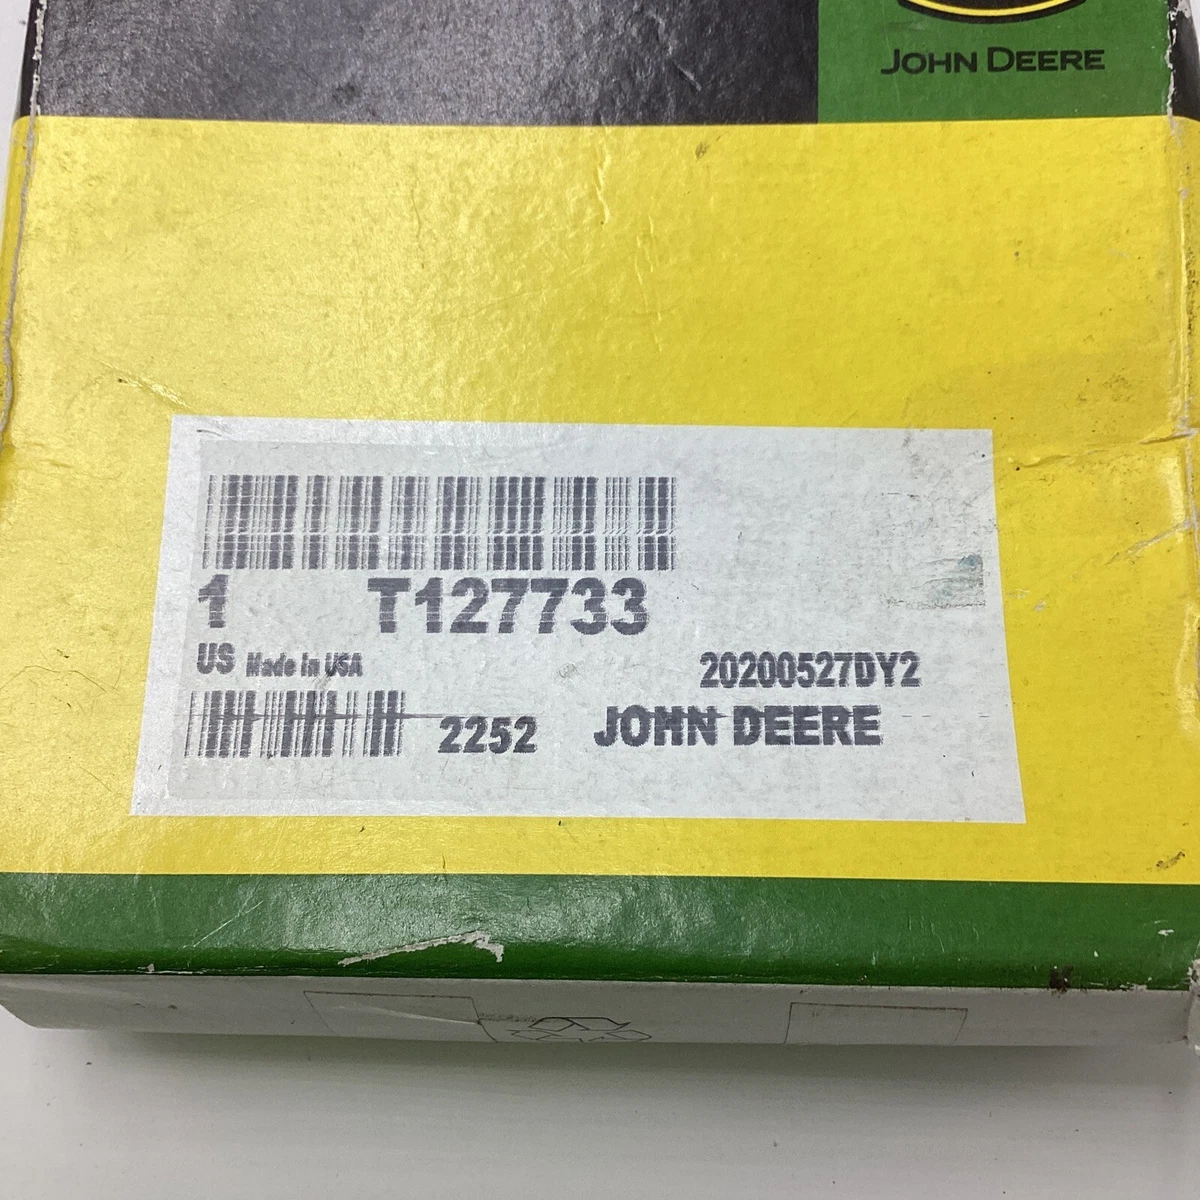 JOHN DEERE
1 T127733
US Made in USA
20200527DY2
2252 JOHN DEERE